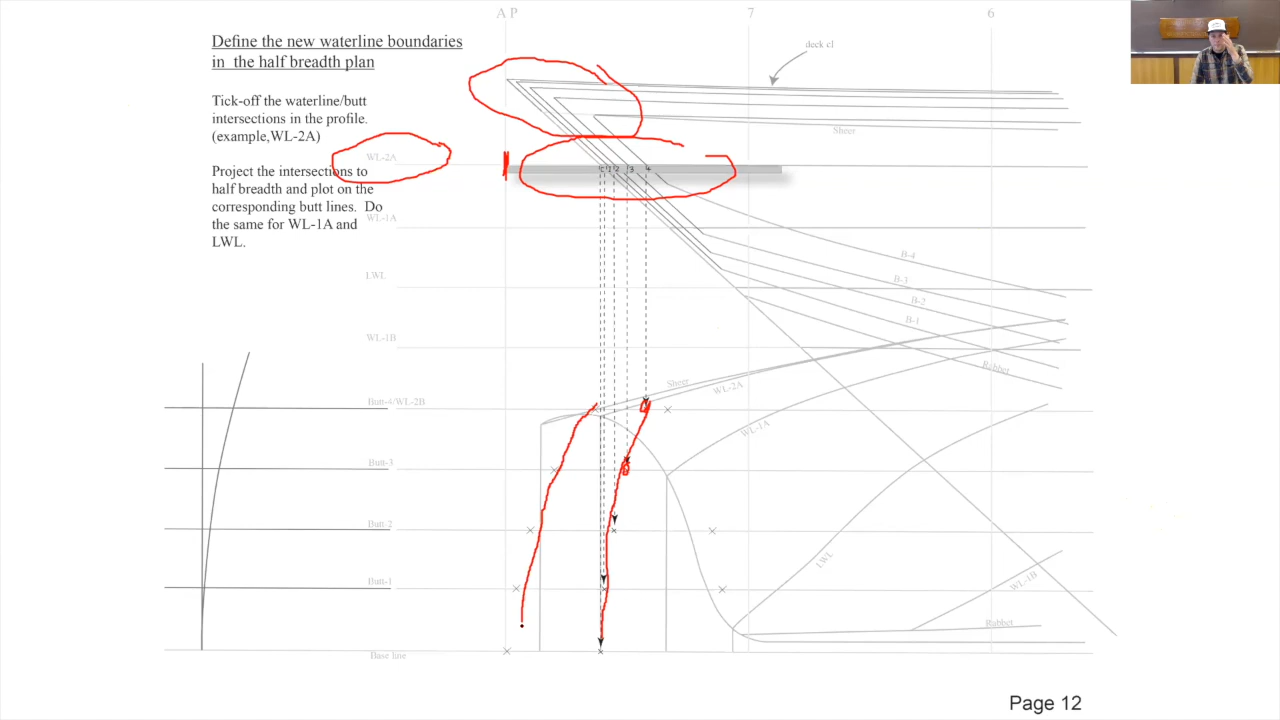 A P
7
6
Define the new waterline boundaries
in the half breadth plan
deck cl
Tick-off the waterline/butt
intersections in the profile.
(example,WL-2A)
Sheer
WL-2A
Project the intersections to
half breadth and plot on the
corresponding butt lines. Do
the same for WL-1A and
LWL.
C 1 2 3 4
WL-1A
B-4
LWL
B-3
B-2
B-1
WL-1B
Rabbet
Sheer
WL-2A
Butt-4/WL-2B
WL-1A
Butt-3
Butt-2
LWL
Butt-1
WL-1B
Rabbet
Base line
Page 12